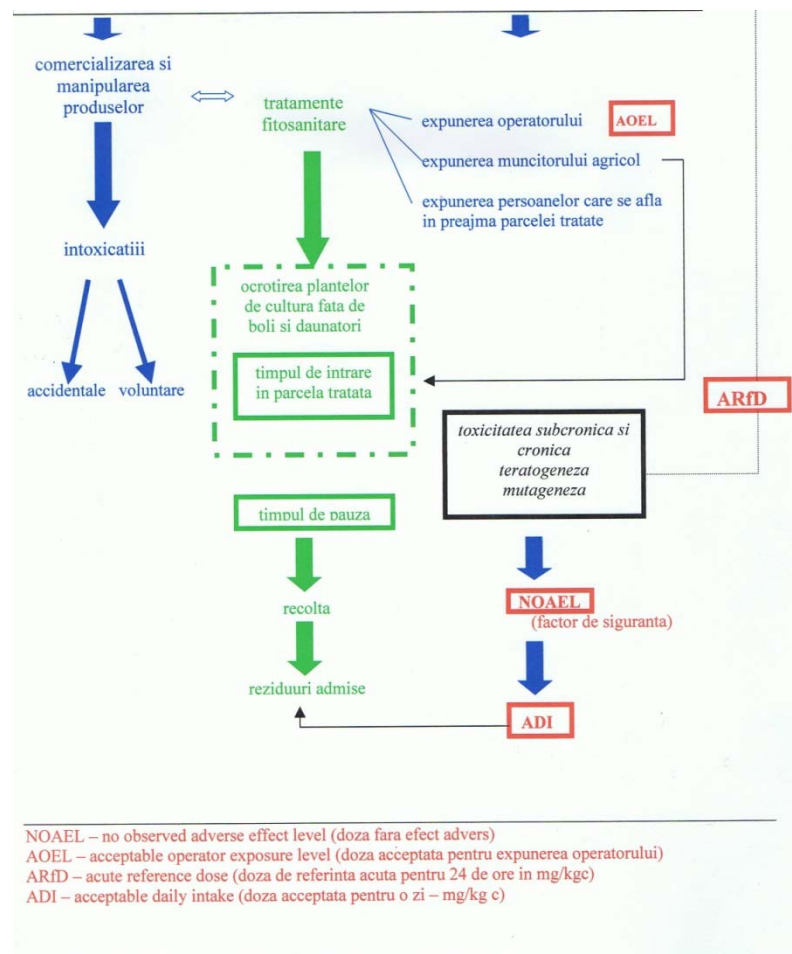 comercializarea si
manipularea
produselor
tratamente
fitosanitare
expunerea operatorului
AOEL
expunerea muncitorului agricol
expunerea persoanelor care se afla
in preajma parcelei tratate
intoxicatiii
ocrotirea plantelor
de cultura fata de
boli si daunatori
timpul de intrare
in parcela tratata
accidentale
voluntare
ARfD
toxicitatea subcronica si
cronica
teratogeneza
mutageneza
timpul de pauza
NOAEL
(factor de siguranta)
recolta
reziduuri admise
ADI
NOAEL – no observed adverse effect level (doza fara efect advers)
AOEL – acceptable operator exposure level (doza acceptata pentru expunerea operatorului)
ARfD – acute reference dose (doza de referinta acuta pentru 24 de ore in mg/kgc)
ADI – acceptable daily intake (doza acceptata pentru o zi – mg/kg c)